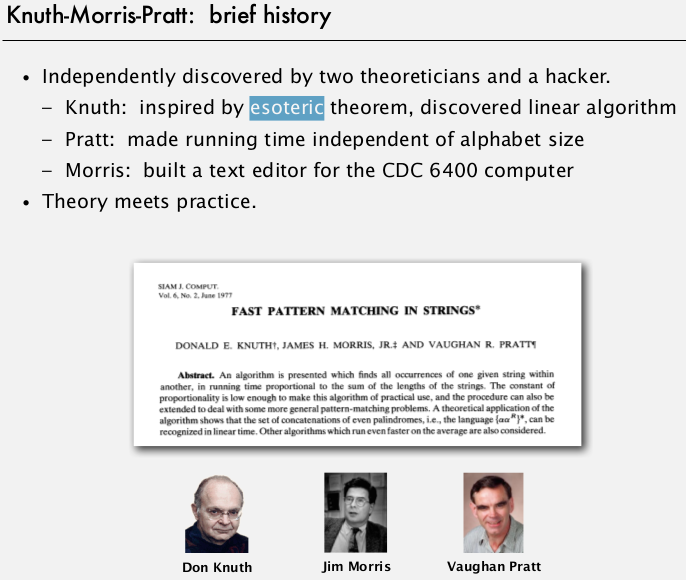 Knuth-Morris-Pratt: brief history
• Independently discovered by two theoreticians and a hacker.
– Knuth: inspired by esoteric theorem, discovered linear algorithm
– Pratt: made running time independent of alphabet size
– Morris: built a text editor for the CDC 6400 computer
• Theory meets practice.
SIAM J. COMPUT.
Vol. 6, No. 2, June 1977
FAST PATTERN MATCHING IN STRINGS*
DONALD E. KNUTH†, JAMES H. MORRIS, JR.‡ AND VAUGHAN R. PRATT¶
Abstract. An algorithm is presented which finds all occurrences of one given string within
another, in running time proportional to the sum of the lengths of the strings. The constant of
proportionality is low enough to make this algorithm of practical use, and the procedure can also be
extended to deal with some more general pattern-matching problems. A theoretical application of the
algorithm shows that the set of concatenations of even palindromes, i.e., the language {αα^R}*, can be
recognized in linear time. Other algorithms which run even faster on the average are also considered.
Don Knuth
Jim Morris
Vaughan Pratt